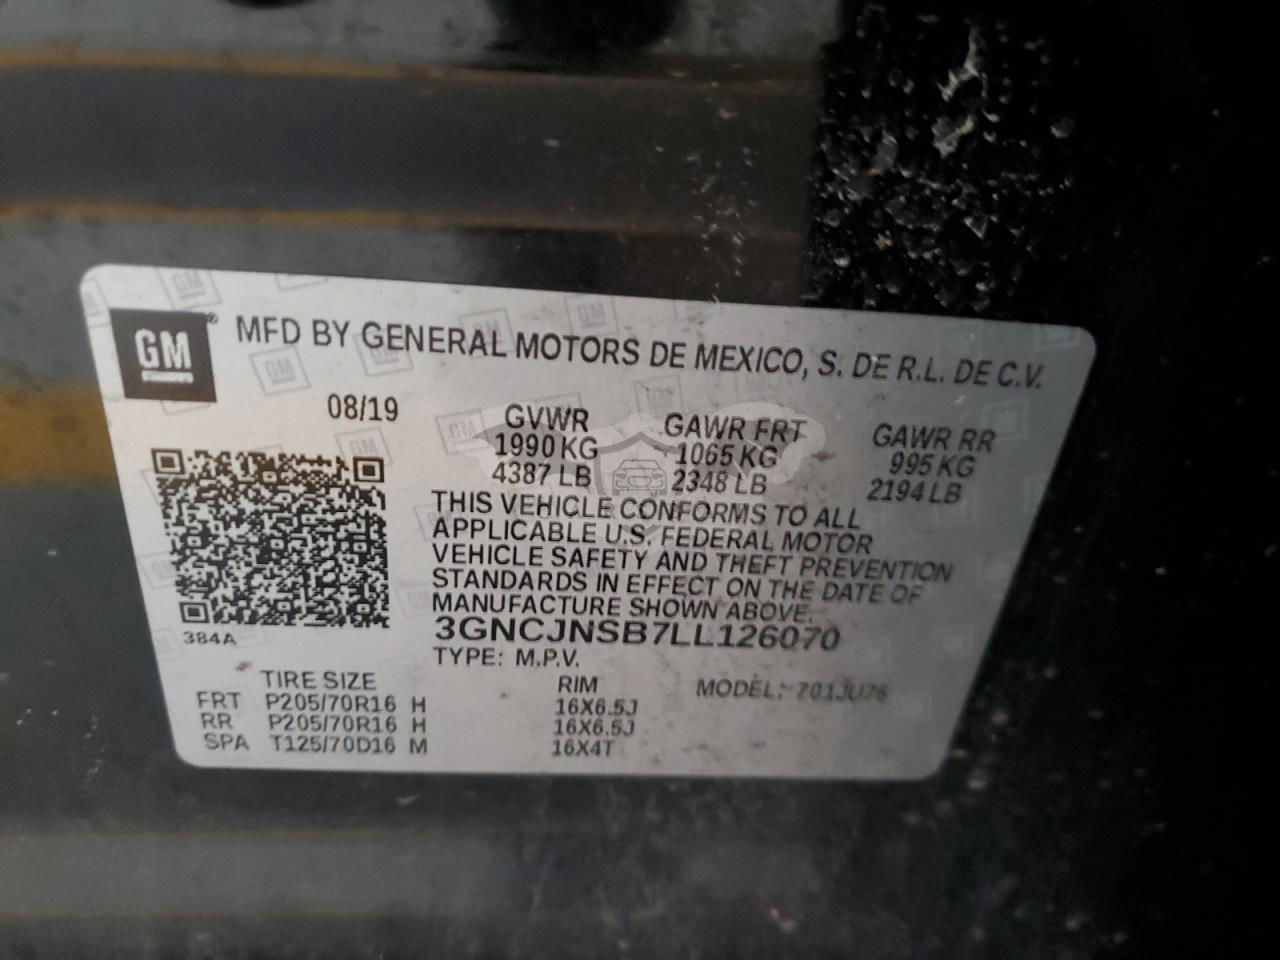 GM
MFD BY GENERAL MOTORS DE MEXICO, S. DE R.L. DE C.V.
08/19
GVWR GAWR FRT GAWR RR
1990 KG 1065 KG 995 KG
4387 LB 2348 LB 2194 LB
THIS VEHICLE CONFORMS TO ALL
APPLICABLE U.S. FEDERAL MOTOR
VEHICLE SAFETY AND THEFT PREVENTION
STANDARDS IN EFFECT ON THE DATE OF
MANUFACTURE SHOWN ABOVE.
3GNCJNSB7LL126070
384A
TYPE: M.P.V.
TIRE SIZE RIM MODEL: 701JU76
FRT P205/70R16 H 16X6.5J
RR P205/70R16 H 16X6.5J
SPA T125/70D16 M 16X4T